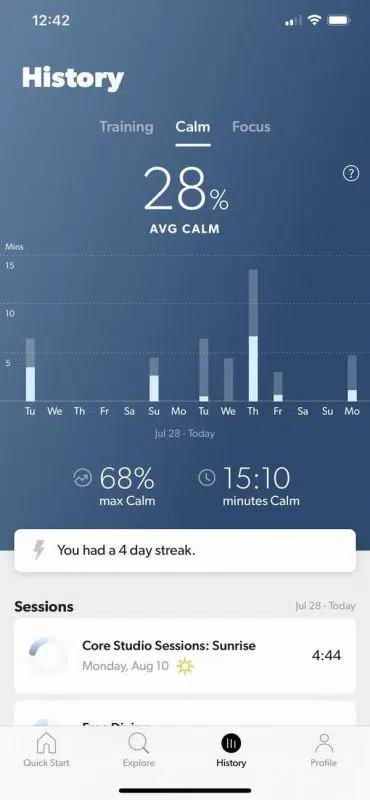 12:42
History
Training Calm Focus
28%
AVG CALM
?
Mins
15
10
5
Tu We Th Fr Sa Su Mo Tu We Th Fr Sa Su Mo
Jul 28 - Today
68% 15:10
max Calm minutes Calm
You had a 4 day streak.
Sessions Jul 28 - Today
Core Studio Sessions: Sunrise
Monday, Aug 10 4:44
Quick Start Explore History Profile